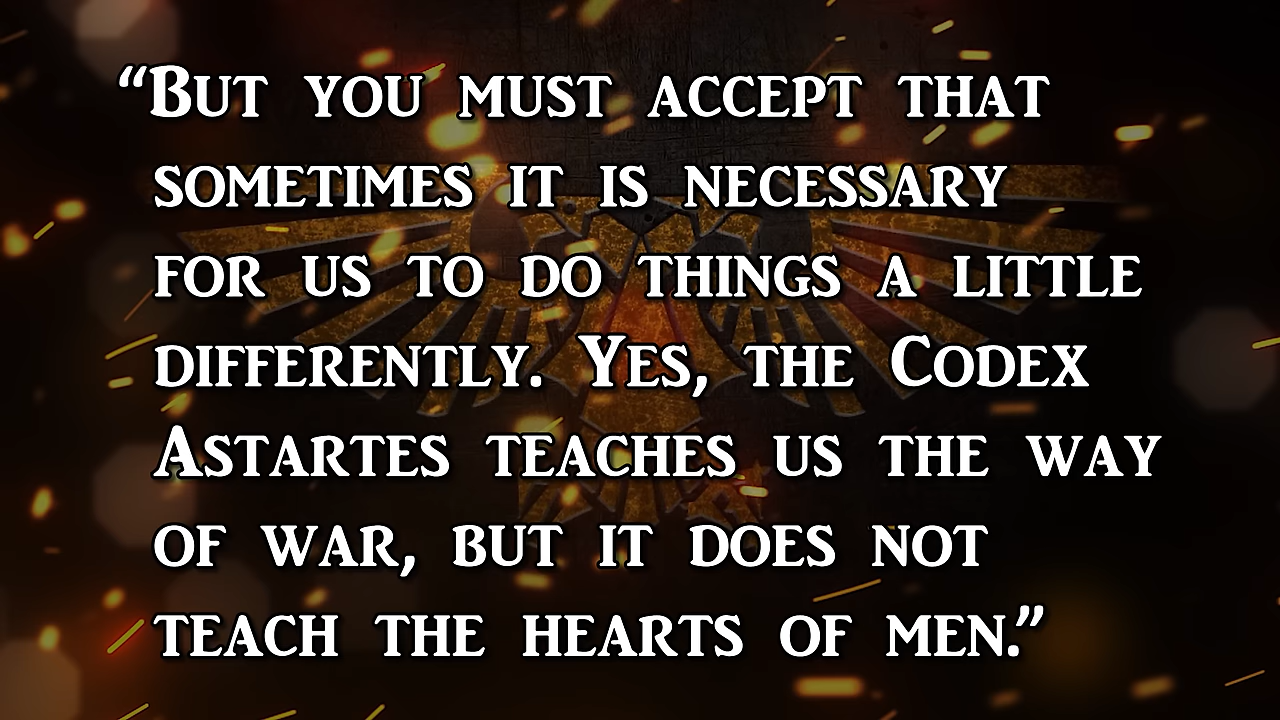 “But you must accept that
sometimes it is necessary
for us to do things a little
differently. Yes, the Codex
Astartes teaches us the way
of war, but it does not
teach the hearts of men.”